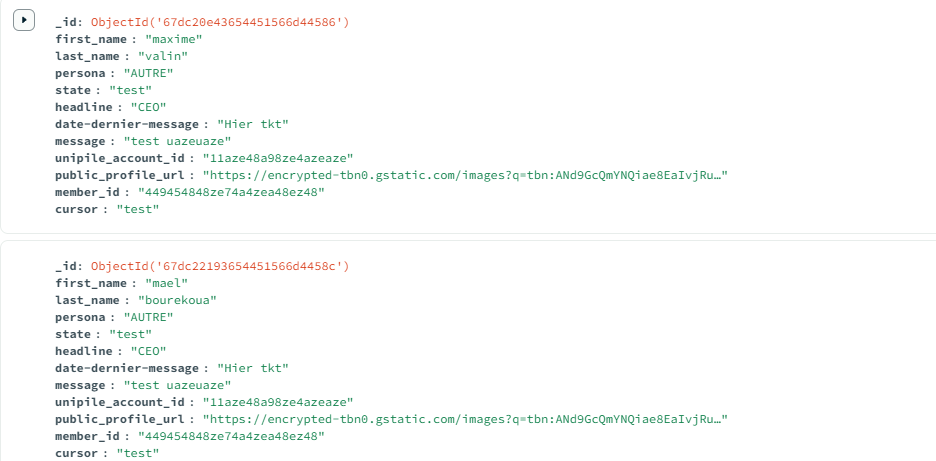 _id: ObjectId('67dc20e43654451566d44586')
first_name : "maxime"
last_name : "valin"
persona : "AUTRE"
state : "test"
headline : "CEO"
date-dernier-message : "Hier tkt"
message : "test uazeuaze"
unipile_account_id : "11aze48a98ze4azeaze"
public_profile_url : "https://encrypted-tbn0.gstatic.com/images?q=tbn:ANd9GcQmYNQiae8EaIvjRu…"
member_id : "449454848ze74a4zea48ez48"
cursor : "test"
_id: ObjectId('67dc22193654451566d4458c')
first_name : "mael"
last_name : "bourekoua"
persona : "AUTRE"
state : "test"
headline : "CEO"
date-dernier-message : "Hier tkt"
message : "test uazeuaze"
unipile_account_id : "11aze48a98ze4azeaze"
public_profile_url : "https://encrypted-tbn0.gstatic.com/images?q=tbn:ANd9GcQmYNQiae8EaIvjRu…"
member_id : "449454848ze74a4zea48ez48"
cursor : "test"